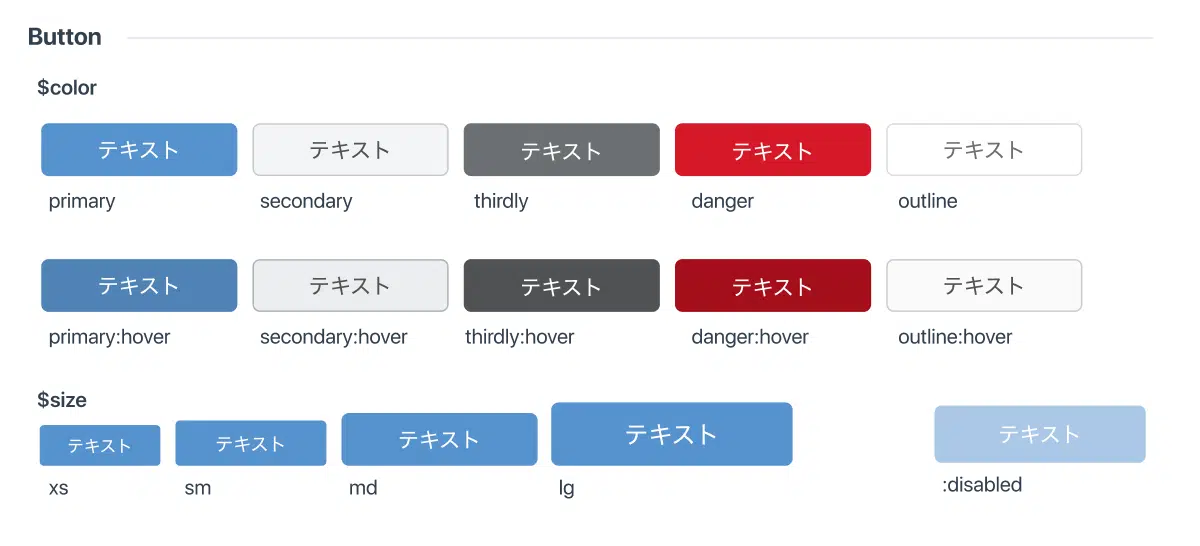 Button
$color
テキスト テキスト テキスト テキスト テキスト
primary secondary thirdly danger outline
テキスト テキスト テキスト テキスト テキスト
primary:hover secondary:hover thirdly:hover danger:hover outline:hover
$size
テキスト テキスト テキスト テキスト テキスト
xs sm md lg :disabled